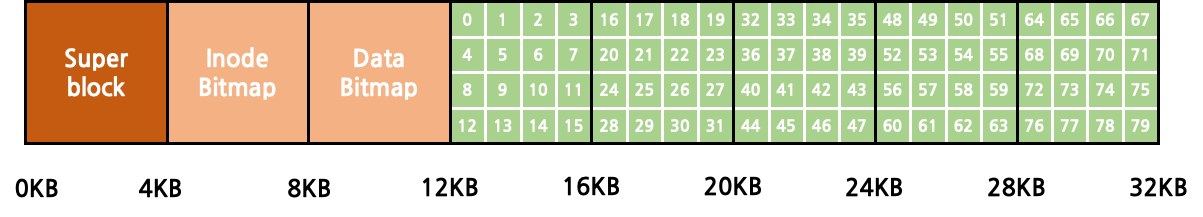 Super
block
Inode
Bitmap
Data
Bitmap
0 1 2 3 16 17 18 19 32 33 34 35 48 49 50 51 64 65 66 67
4 5 6 7 20 21 22 23 36 37 38 39 52 53 54 55 68 69 70 71
8 9 10 11 24 25 26 27 40 41 42 43 56 57 58 59 72 73 74 75
12 13 14 15 28 29 30 31 44 45 46 47 60 61 62 63 76 77 78 79
0KB 4KB 8KB 12KB 16KB 20KB 24KB 28KB 32KB